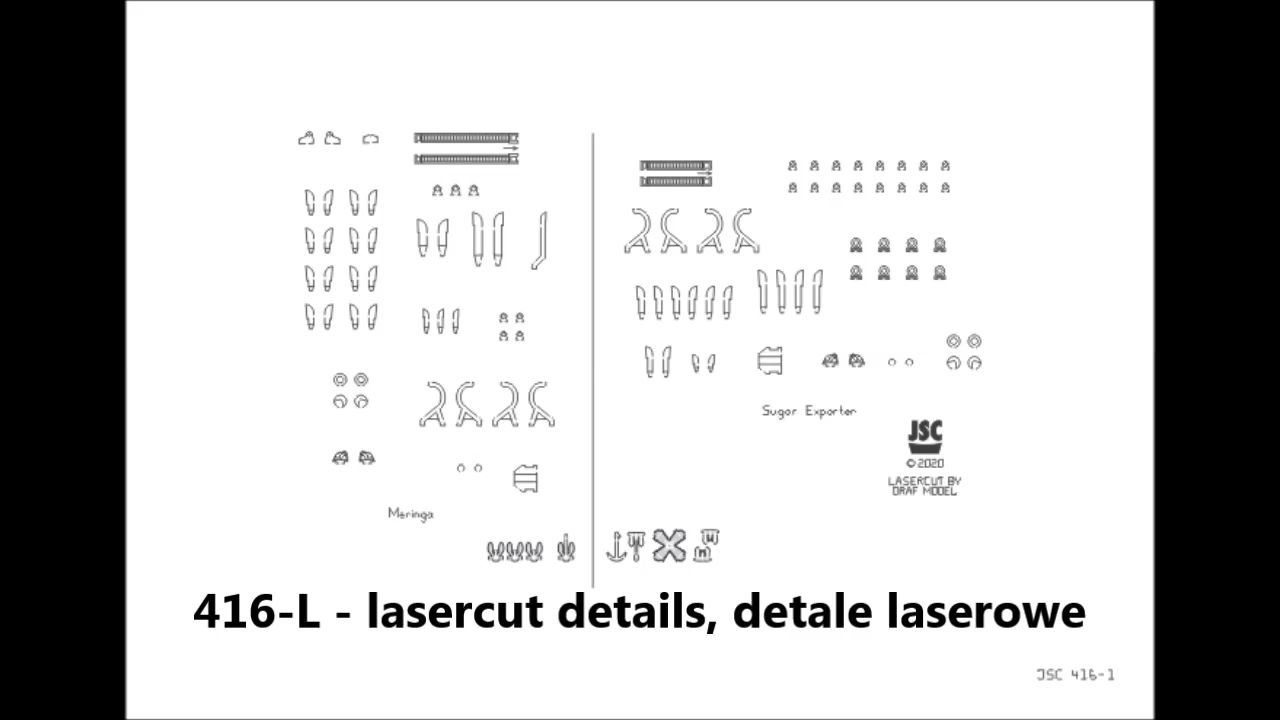 Sugar Exporter
JSC
© 2020
LASERCUT BY
DRAF MODEL
Meringa
416-L - lasercut details, detale laserowe
JSC 416-1